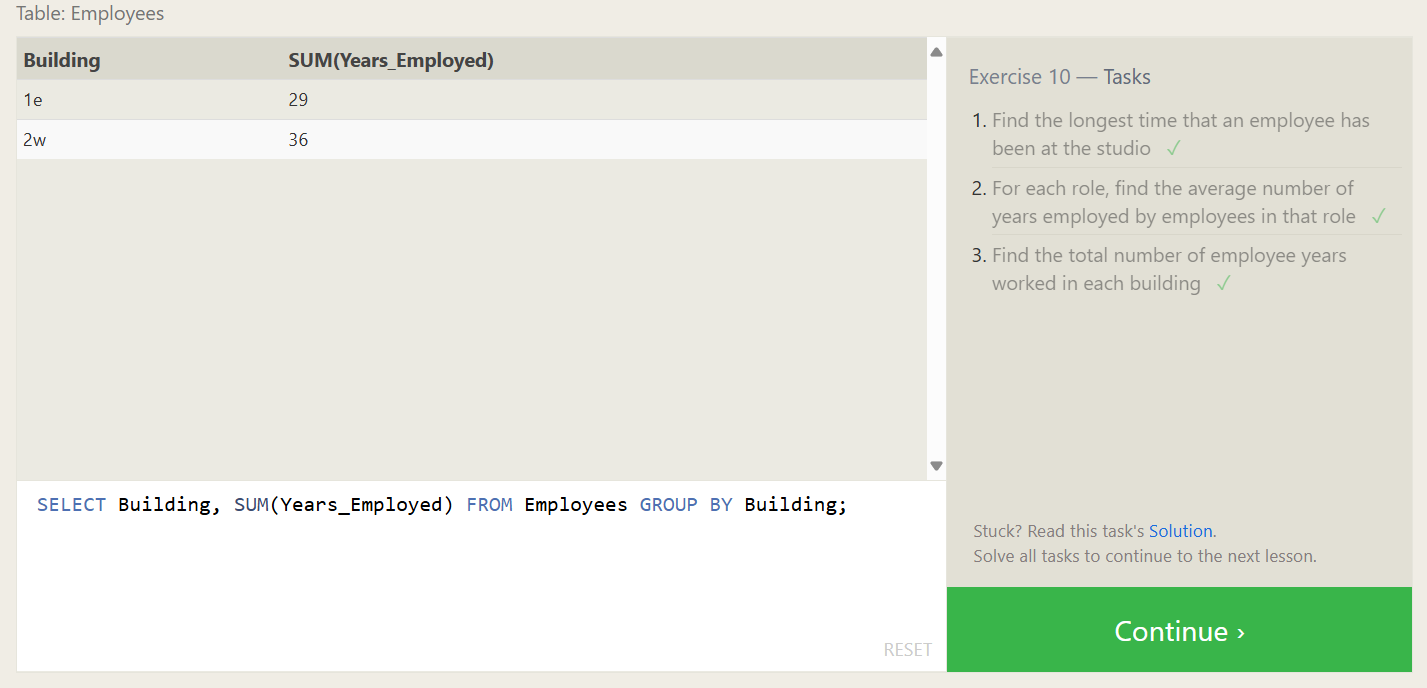 Table: Employees
Building SUM(Years_Employed)
1e 29
2w 36
SELECT Building, SUM(Years_Employed) FROM Employees GROUP BY Building;
RESET
Exercise 10 — Tasks
1. Find the longest time that an employee has
been at the studio ✓
2. For each role, find the average number of
years employed by employees in that role ✓
3. Find the total number of employee years
worked in each building ✓
Stuck? Read this task's Solution.
Solve all tasks to continue to the next lesson.
Continue ›